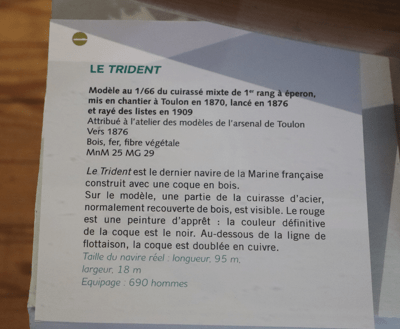 LE TRIDENT
Modèle au 1/66 du cuirassé mixte de 1er rang à éperon,
mis en chantier à Toulon en 1870, lancé en 1876
et rayé des listes en 1909
Attribué à l'atelier des modèles de l'arsenal de Toulon
Vers 1876
Bois, fer, fibre végétale
MnM 25 MG 29
Le Trident est le dernier navire de la Marine française
construit avec une coque en bois.
Sur le modèle, une partie de la cuirasse d'acier,
normalement recouverte de bois, est visible. Le rouge
est une peinture d'apprêt : la couleur définitive
de la coque est le noir. Au-dessous de la ligne de
flottaison, la coque est doublée en cuivre.
Taille du navire réel : longueur, 95 m,
largeur, 18 m
Equipage : 690 hommes